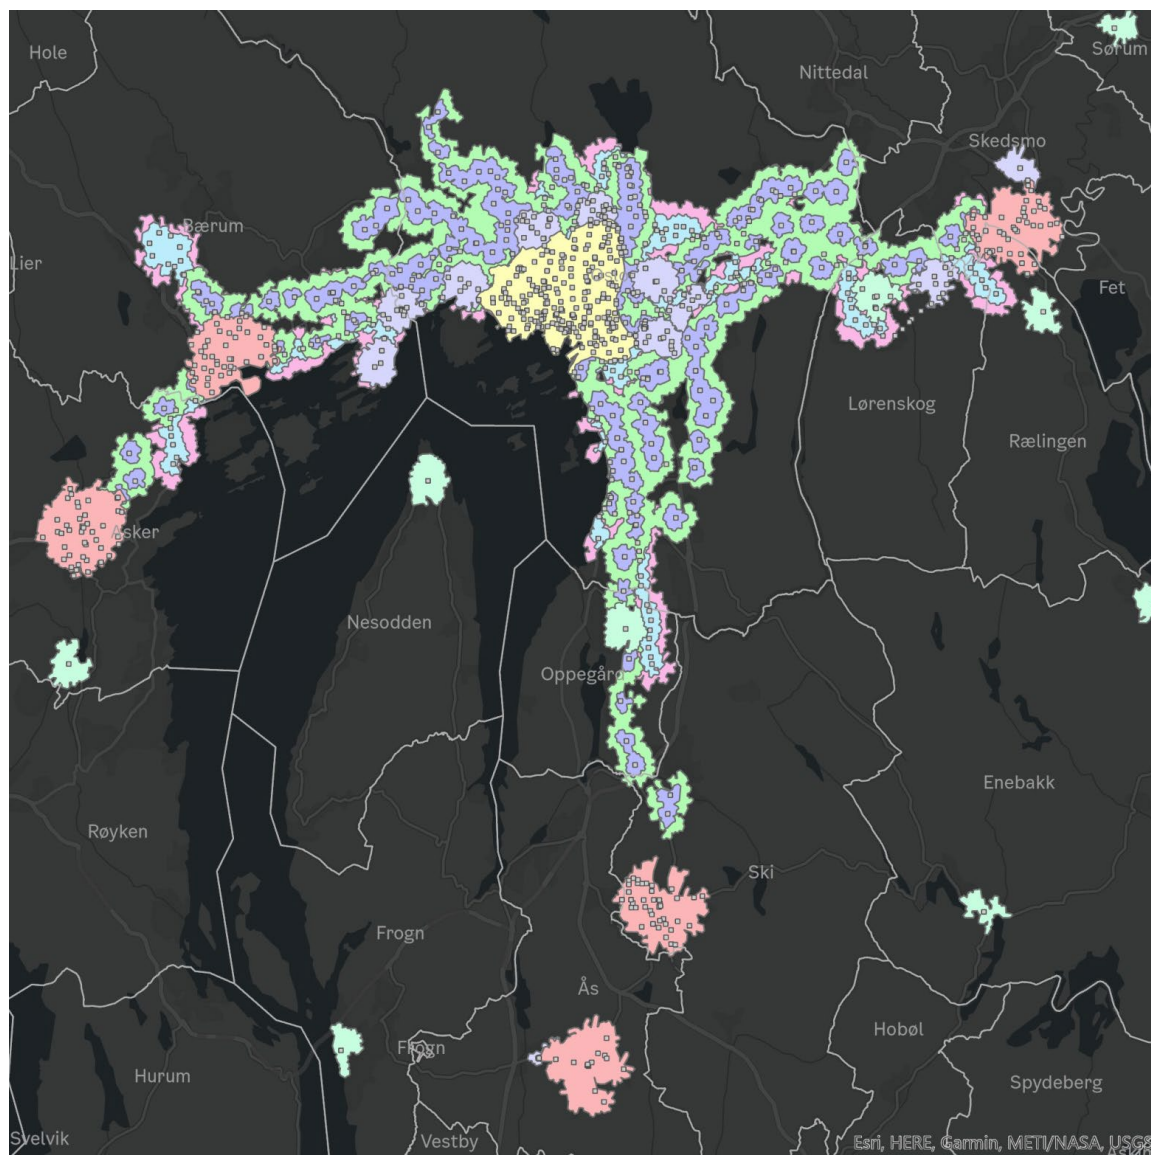 Hole
Sørum
Nittedal
Skedsmo
Bærum
Lier
Fet
Lørenskog
Rælingen
Asker
Nesodden
Oppegård
Enebakk
Røyken
Ski
Frogn
Ås
Hobøl
Frogn
Hurum
Spydeberg
Svelvik
Vestby
Esri, HERE, Garmin, METI/NASA, USGS